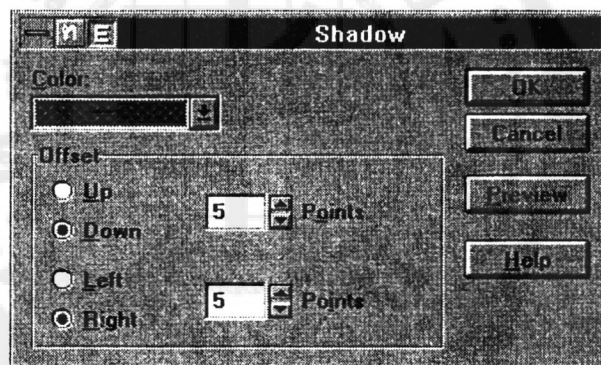 Shadow
Color:
OK
Cancel
Offset
Up
5 Points
Preview
Down
Left
Help
5 Points
Right